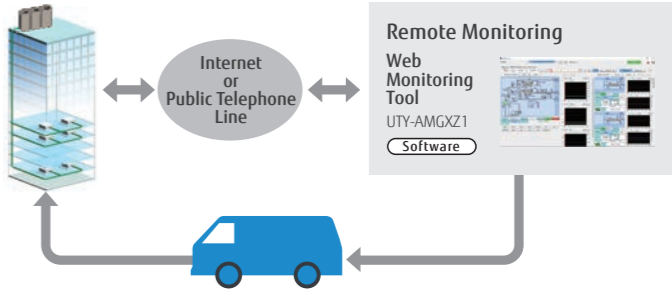 Internet
or
Public Telephone
Line
Remote Monitoring
Web
Monitoring
Tool
UTY-AMGXZ1
Software